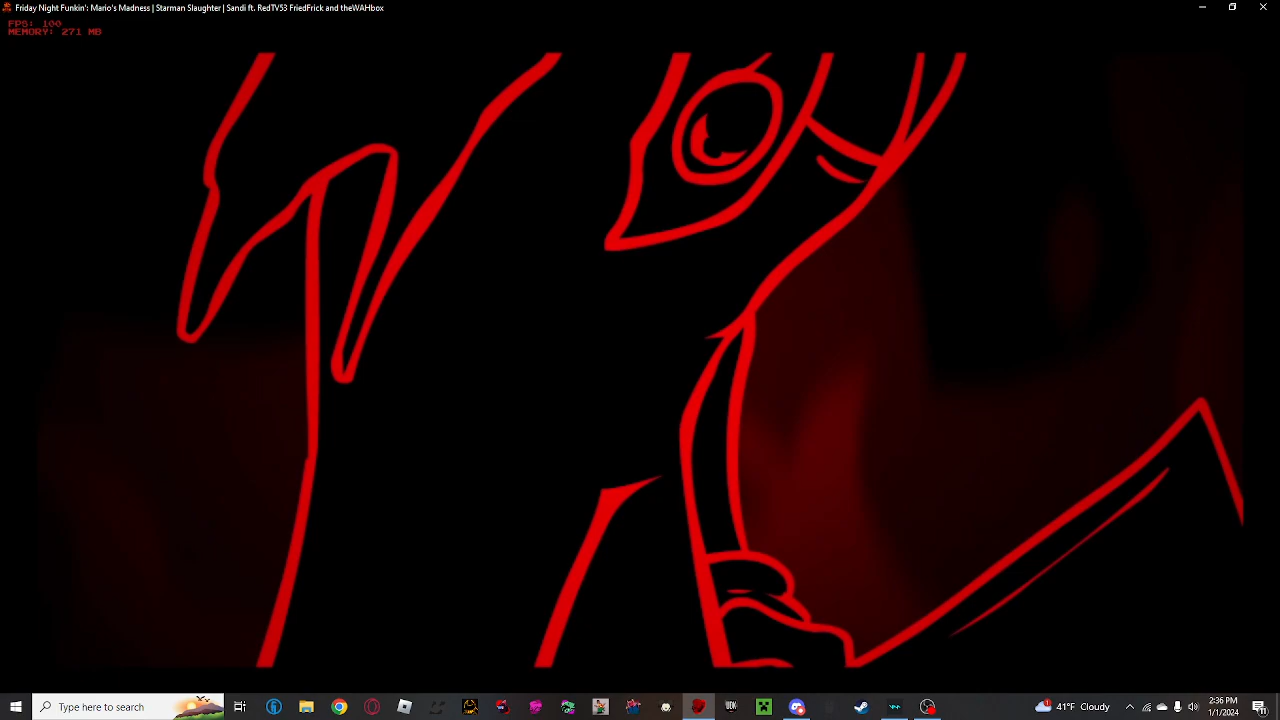 Friday Night Funkin': Mario's Madness | Starman Slaughter | Sandi ft. RedTV53 FriedFrick and theWAHbox
FPS: 100
MEMORY: 271 MB
Type here to search
41°F Cloudy
2:36 PM
1/1/2024